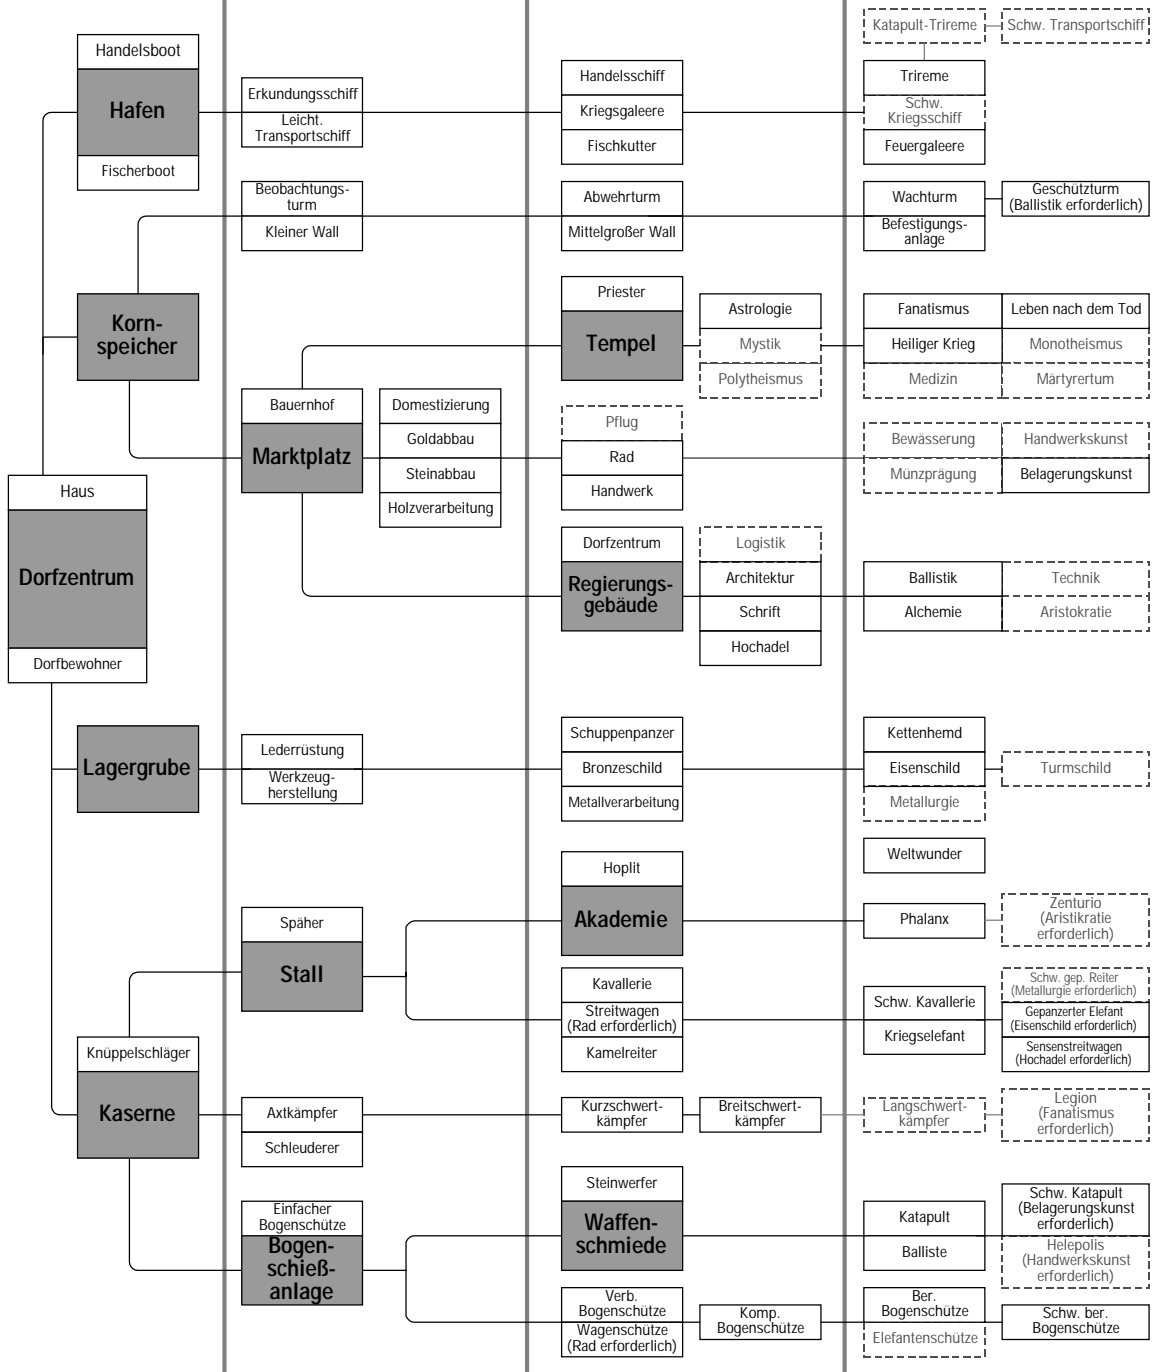 Katapult-Trireme
Schw. Transportschiff
Handelsboot
Hafen
Fischerboot
Erkundungsschiff
Leicht.
Transportschiff
Handelsschiff
Kriegsgaleere
Fischkutter
Trireme
Schw.
Kriegsschiff
Feuergaleere
Beobachtungs-
turm
Kleiner Wall
Abwehrturm
Mittelgroßer Wall
Wachturm
Befestigungs-
anlage
Geschützturm
(Ballistik erforderlich)
Korn-
speicher
Priester
Tempel
Astrologie
Mystik
Polytheismus
Fanatismus
Leben nach dem Tod
Heiliger Krieg
Monotheismus
Medizin
Märtyrertum
Bauernhof
Marktplatz
Domestizierung
Goldabbau
Steinabbau
Holzverarbeitung
Pflug
Rad
Handwerk
Bewässerung
Handwerkskunst
Münzprägung
Belagerungskunst
Haus
Dorfzentrum
Dorfbewohner
Dorfzentrum
Regierungs-
gebäude
Logistik
Architektur
Schrift
Hochadel
Ballistik
Technik
Alchemie
Aristokratie
Lagergrube
Lederrüstung
Werkzeug-
herstellung
Schuppenpanzer
Bronzeschild
Metallverarbeitung
Kettenhemd
Eisenschild
Metallurgie
Turmschild
Weltwunder
Späher
Stall
Hoplit
Akademie
Phalanx
Zenturio
(Aristikratie
erforderlich)
Kavallerie
Streitwagen
(Rad erforderlich)
Kamelreiter
Schw. Kavallerie
Kriegselefant
Schw. gep. Reiter
(Metallurgie erforderlich)
Gepanzerter Elefant
(Eisenschild erforderlich)
Sensenstreitwagen
(Hochadel erforderlich)
Knüppelschläger
Kaserne
Axtkämpfer
Schleuderer
Kurzschwert-
kämpfer
Breitschwert-
kämpfer
Langschwert-
kämpfer
Legion
(Fanatismus
erforderlich)
Einfacher
Bogenschütze
Bogen-
schieß-
anlage
Steinwerfer
Waffen-
schmiede
Katapult
Balliste
Schw. Katapult
(Belagerungskunst
erforderlich)
Helepolis
(Handwerkskunst
erforderlich)
Verb.
Bogenschütze
Wagenschütze
(Rad erforderlich)
Komp.
Bogenschütze
Ber.
Bogenschütze
Elefantenschütze
Schw. ber.
Bogenschütze